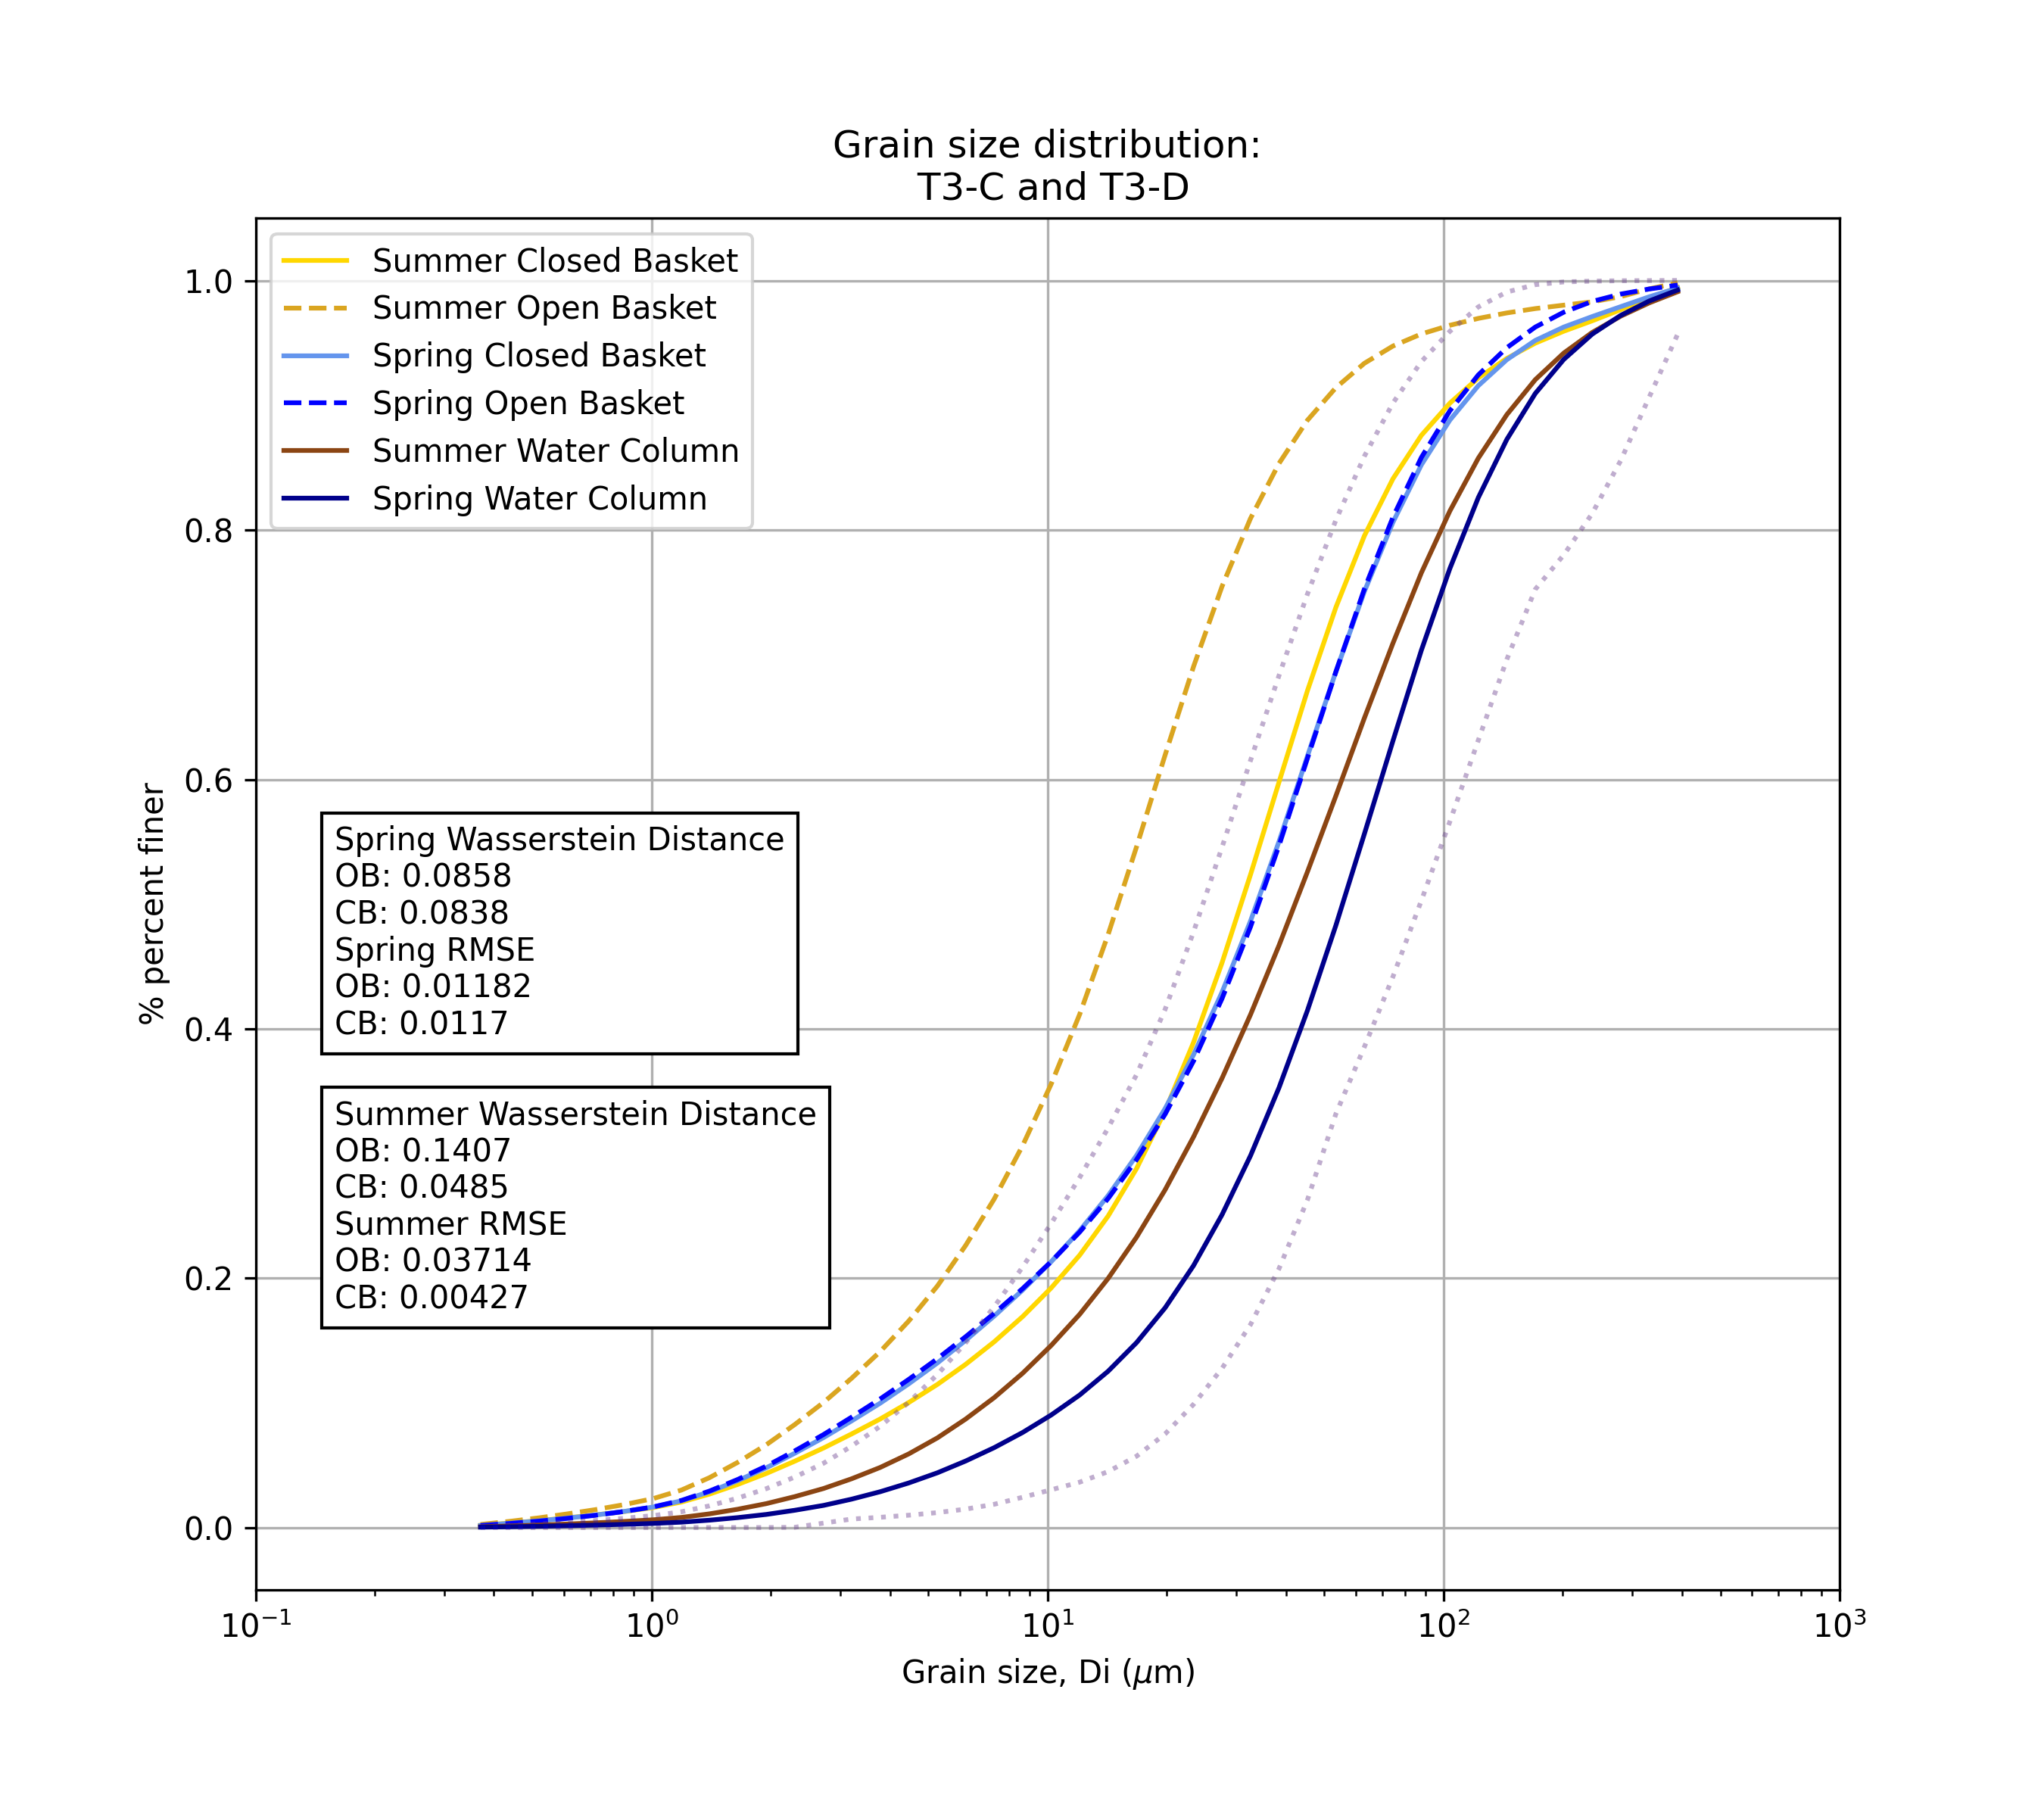 Grain size distribution:
T3-C and T3-D
Summer Closed Basket
Summer Open Basket
Spring Closed Basket
Spring Open Basket
Summer Water Column
Spring Water Column
1.0
0.8
0.6
0.4
0.2
0.0
% percent finer
Spring Wasserstein Distance
OB: 0.0858
CB: 0.0838
Spring RMSE
OB: 0.01182
CB: 0.0117
Summer Wasserstein Distance
OB: 0.1407
CB: 0.0485
Summer RMSE
OB: 0.03714
CB: 0.00427
10⁻¹ 10⁰ 10¹ 10² 10³
Grain size, Di (μm)